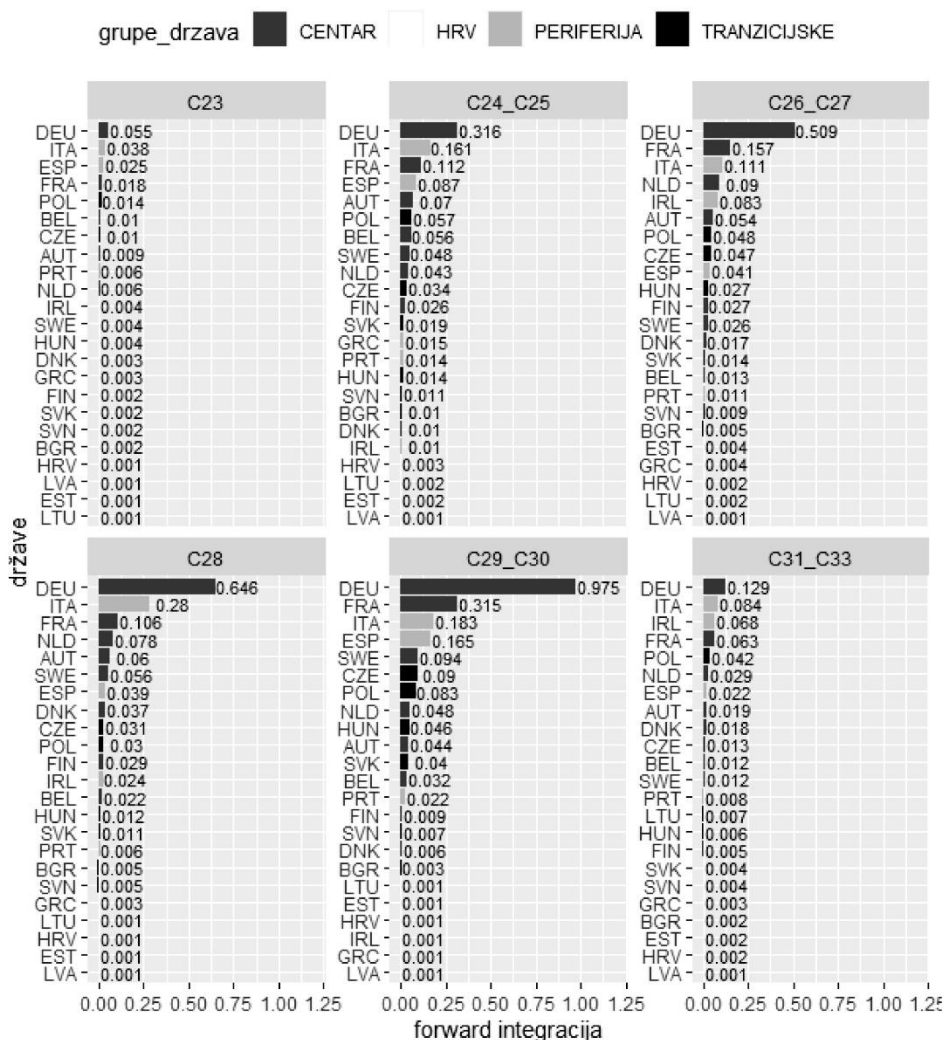 grupe_drzava CENTAR HRV PERIFERIJA TRANZICIJSKE
države
C23
DEU 0.055
ITA 0.038
ESP 0.025
FRA 0.018
POL 0.014
BEL 0.01
CZE 0.01
AUT 0.009
PRT 0.006
NLD 0.006
IRL 0.004
SWE 0.004
HUN 0.004
DNK 0.003
GRC 0.003
FIN 0.002
SVK 0.002
SVN 0.002
BGR 0.002
HRV 0.001
LVA 0.001
EST 0.001
LTU 0.001
C24_C25
DEU 0.316
ITA 0.161
FRA 0.112
ESP 0.087
AUT 0.07
POL 0.057
BEL 0.056
SWE 0.048
NLD 0.043
CZE 0.034
FIN 0.026
SVK 0.019
GRC 0.015
PRT 0.014
HUN 0.014
SVN 0.011
BGR 0.01
DNK 0.01
IRL 0.01
HRV 0.003
LTU 0.002
EST 0.002
LVA 0.001
C26_C27
DEU 0.509
FRA 0.157
ITA 0.111
NLD 0.09
IRL 0.083
AUT 0.054
POL 0.048
CZE 0.047
ESP 0.041
HUN 0.027
FIN 0.027
SWE 0.026
DNK 0.017
SVK 0.014
BEL 0.013
PRT 0.011
SVN 0.009
BGR 0.005
EST 0.004
GRC 0.004
HRV 0.002
LTU 0.002
LVA 0.001
C28
DEU 0.646
ITA 0.28
FRA 0.106
NLD 0.078
AUT 0.06
SWE 0.056
ESP 0.039
DNK 0.037
CZE 0.031
POL 0.03
FIN 0.029
IRL 0.024
BEL 0.022
HUN 0.012
SVK 0.011
PRT 0.006
BGR 0.005
SVN 0.005
GRC 0.003
LTU 0.001
HRV 0.001
EST 0.001
LVA 0.001
0.00 0.25 0.50 0.75 1.00 1.25
C29_C30
DEU 0.975
FRA 0.315
ITA 0.183
ESP 0.165
SWE 0.094
CZE 0.09
POL 0.083
NLD 0.048
HUN 0.046
AUT 0.044
SVK 0.04
BEL 0.032
PRT 0.022
FIN 0.009
SVN 0.007
DNK 0.006
BGR 0.003
LTU 0.001
EST 0.001
HRV 0.001
IRL 0.001
GRC 0.001
LVA 0.001
0.00 0.25 0.50 0.75 1.00 1.25
C31_C33
DEU 0.129
ITA 0.084
IRL 0.068
FRA 0.063
POL 0.042
NLD 0.029
ESP 0.022
AUT 0.019
DNK 0.018
CZE 0.013
BEL 0.012
SWE 0.012
PRT 0.008
LTU 0.007
HUN 0.006
FIN 0.005
SVK 0.004
SVN 0.004
GRC 0.003
BGR 0.002
EST 0.002
HRV 0.002
LVA 0.001
0.00 0.25 0.50 0.75 1.00 1.25
forward integracija